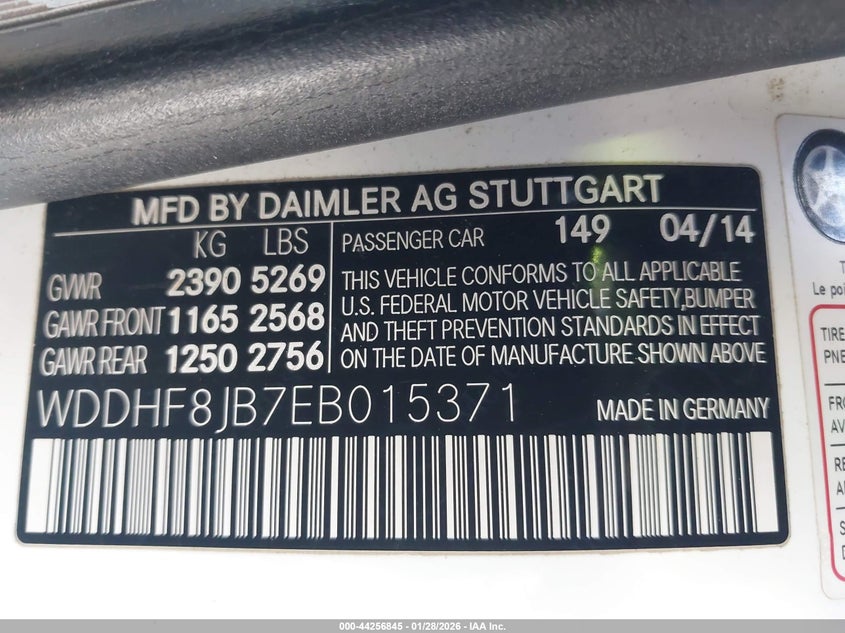 MFD BY DAIMLER AG STUTTGART
KG LBS
GVWR 2390 5269
GAWR FRONT 1165 2568
GAWR REAR 1250 2756
PASSENGER CAR 149 04/14
THIS VEHICLE CONFORMS TO ALL APPLICABLE
U.S. FEDERAL MOTOR VEHICLE SAFETY,BUMPER
AND THEFT PREVENTION STANDARDS IN EFFECT
ON THE DATE OF MANUFACTURE SHOWN ABOVE
WDDHF8JB7EB015371 MADE IN GERMANY
Le
TIRE
000-44256845 | 01/28/2026 - IAA Inc.